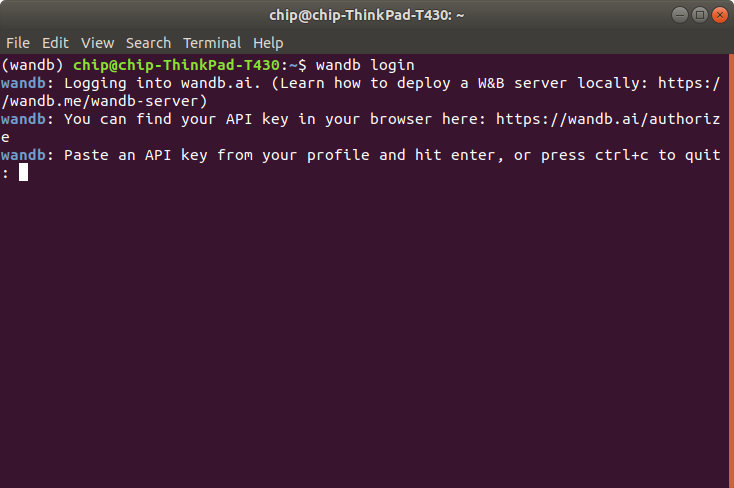 chip@chip-ThinkPad-T430: ~
File Edit View Search Terminal Help
(wandb) chip@chip-ThinkPad-T430:~$ wandb login
wandb: Logging into wandb.ai. (Learn how to deploy a W&B server locally: https:/
/wandb.me/wandb-server)
wandb: You can find your API key in your browser here: https://wandb.ai/authoriz
e
wandb: Paste an API key from your profile and hit enter, or press ctrl+c to quit
: